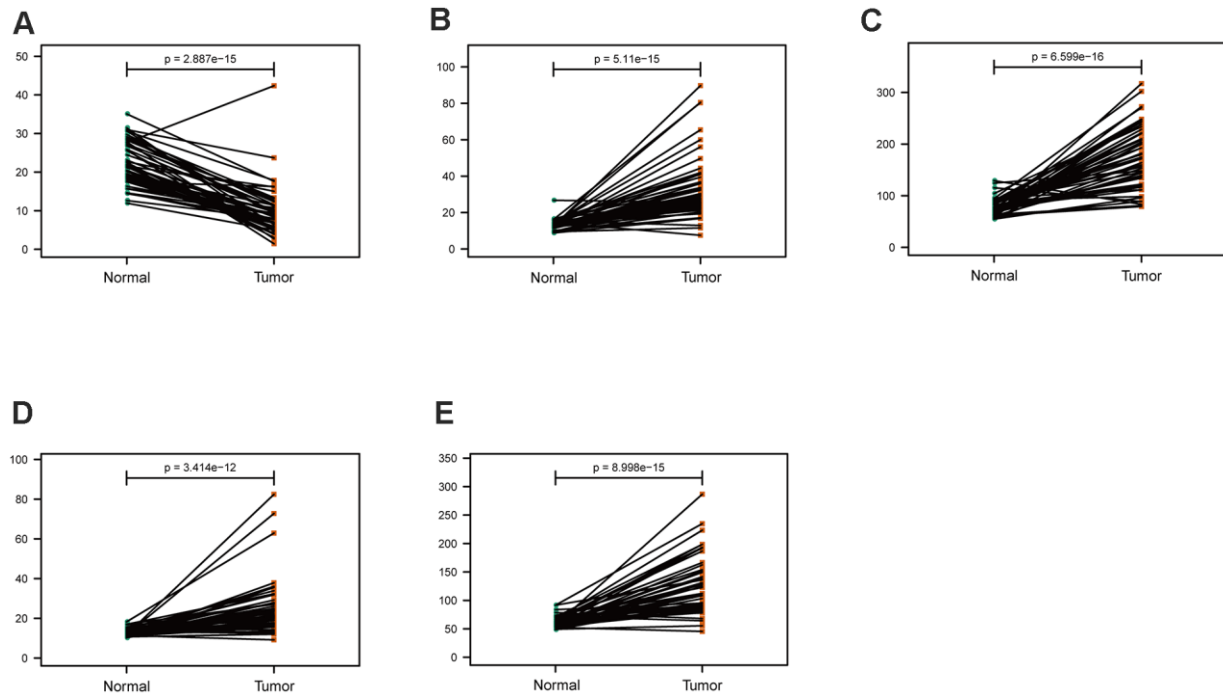 A
p = 2.887e−15
50
40
30
20
10
0
Normal Tumor
B
p = 5.11e−15
100
80
60
40
20
0
Normal Tumor
C
p = 6.599e−16
300
200
100
0
Normal Tumor
D
p = 3.414e−12
100
80
60
40
20
0
Normal Tumor
E
p = 8.998e−15
350
300
250
200
150
100
50
0
Normal Tumor